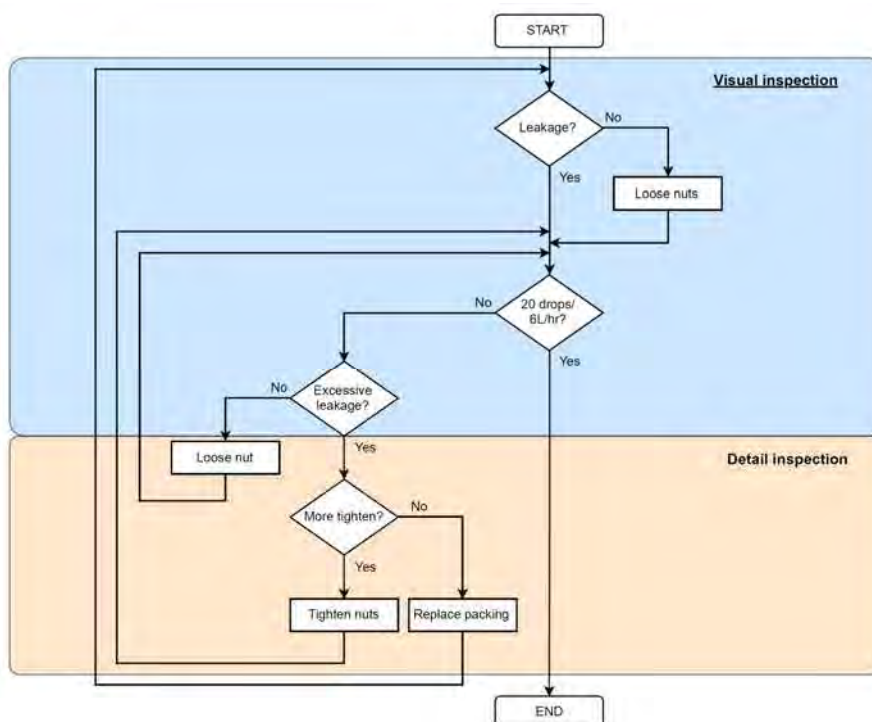 START
Visual inspection
Leakage?
No
Yes
Loose nuts
20 drops/
6L/hr?
No
Yes
Excessive
leakage?
No
Yes
Loose nut
Detail inspection
More tighten?
No
Yes
Tighten nuts
Replace packing
END